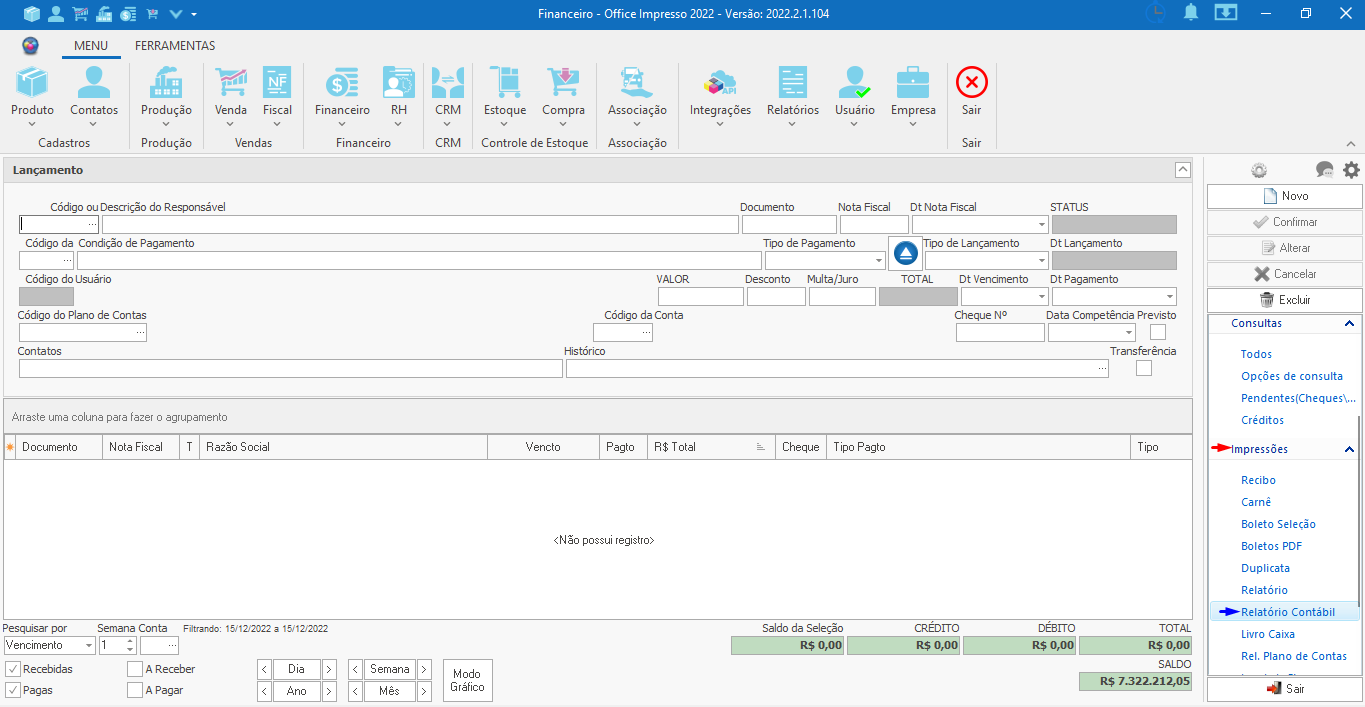 Financeiro - Office Impresso 2022 - Versão: 2022.2.1.104
MENU FERRAMENTAS
Produto Contatos Produção Venda Fiscal Financeiro RH CRM Estoque Compra Associação Integrações Relatórios Usuário Empresa Sair
Cadastros Produção Vendas Financeiro CRM Controle de Estoque Associação Sair
Lançamento
Código ou Descrição do Responsável Documento Nota Fiscal Dt Nota Fiscal STATUS
Código da Condição de Pagamento Tipo de Pagamento Tipo de Lançamento Dt Lançamento
Código do Usuário VALOR Desconto Multa/Juro TOTAL Dt Vencimento Dt Pagamento
Código do Plano de Contas Código da Conta Cheque Nº Data Competência Previsto
Contatos Histórico Transferência
Arraste uma coluna para fazer o agrupamento
Documento Nota Fiscal T Razão Social Vencto Pagto R$ Total Cheque Tipo Pagto Tipo
<Não possui registro>
Pesquisar por Semana Conta Filtrando: 15/12/2022 a 15/12/2022 Saldo da Seleção CRÉDITO DÉBITO TOTAL
Vencimento 1 R$ 0,00 R$ 0,00 R$ 0,00 R$ 0,00
Recebidas A Receber < Dia > < Semana > Modo Gráfico SALDO
Pagas A Pagar < Ano > < Mês > R$ 7.322.212,05
Novo
Confirmar
Alterar
Cancelar
Excluir
Consultas
Todos
Opções de consulta
Pendentes(Cheques\...
Créditos
Impressões
Recibo
Carnê
Boleto Seleção
Boletos PDF
Duplicata
Relatório
Relatório Contábil
Livro Caixa
Rel. Plano de Contas
Sair